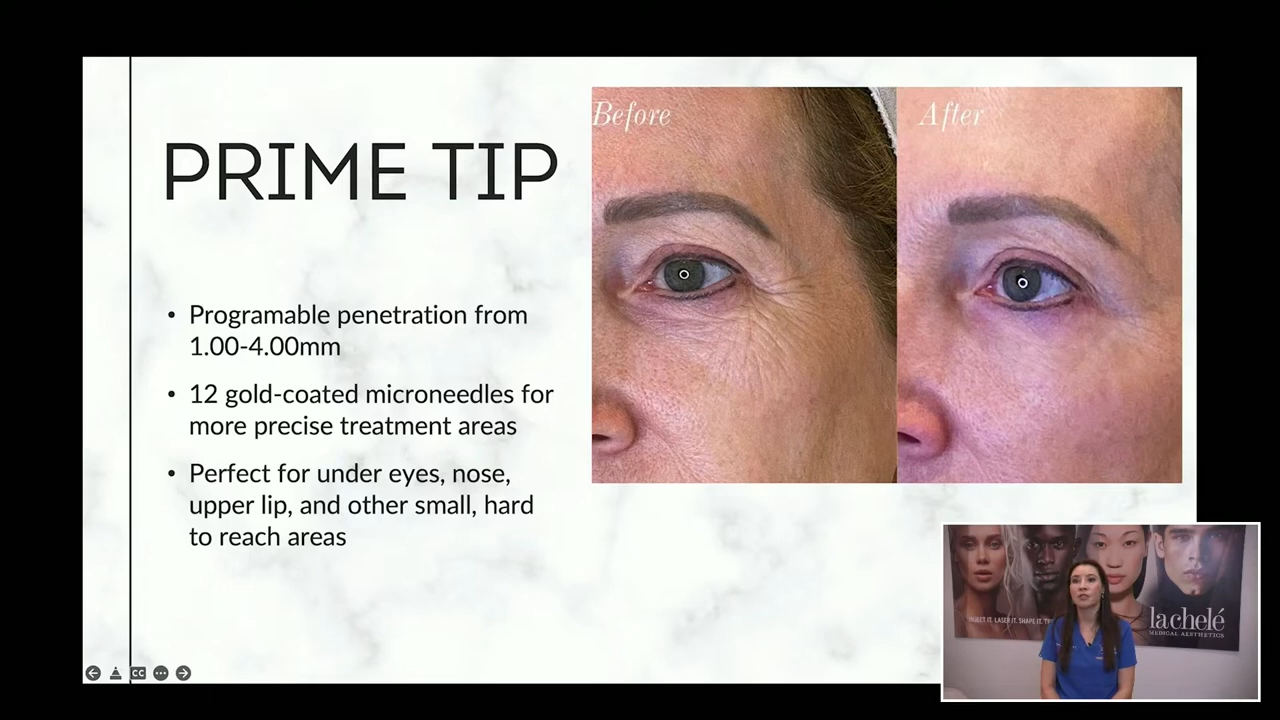 PRIME TIP
Before
After
• Programable penetration from
1.00-4.00mm
• 12 gold-coated microneedles for
more precise treatment areas
• Perfect for under eyes, nose,
upper lip, and other small, hard
to reach areas
CC
INJECT IT. LASER IT. SHAPE IT.
lachelé
MEDICAL AESTHETICS